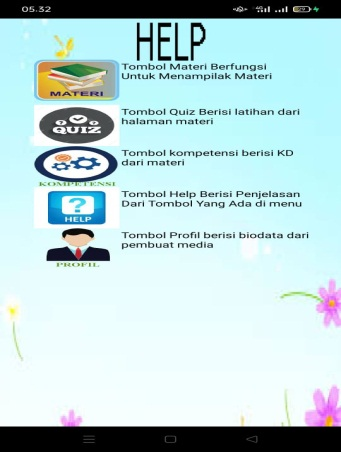 05.32
HELP
MATERI
Tombol Materi Berfungsi
Untuk Menampilak Materi
QUIZ
Tombol Quiz Berisi latihan dari
halaman materi
KOMPETENSI
Tombol kompetensi berisi KD
dari materi
HELP
Tombol Help Berisi Penjelasan
Dari Tombol Yang Ada di menu
PROFIL
Tombol Profil berisi biodata dari
pembuat media